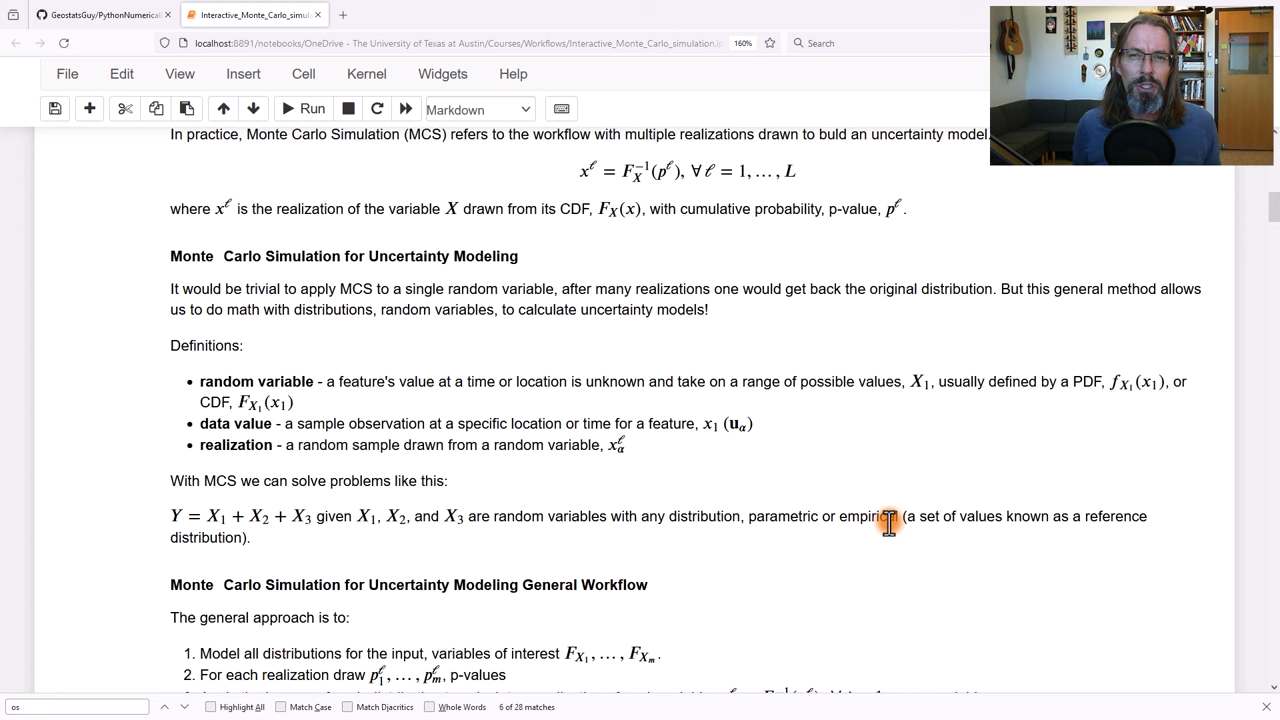 GeostatsGuy/PythonNumerical
Interactive_Monte_Carlo_simul
localhost:8891/notebooks/OneDrive - The University of Texas at Austin/Courses/Workflows/Interactive_Monte_Carlo_simulation.i
160%
Search
File Edit View Insert Cell Kernel Widgets Help
Run
Markdown
In practice, Monte Carlo Simulation (MCS) refers to the workflow with multiple realizations drawn to buld an uncertainty model.
x^ℓ = F_X^{-1}(p^ℓ), ∀ ℓ = 1, … , L
where x^ℓ is the realization of the variable X drawn from its CDF, F_X(x), with cumulative probability, p-value, p^ℓ.
Monte Carlo Simulation for Uncertainty Modeling
It would be trivial to apply MCS to a single random variable, after many realizations one would get back the original distribution. But this general method allows
us to do math with distributions, random variables, to calculate uncertainty models!
Definitions:
• random variable - a feature's value at a time or location is unknown and take on a range of possible values, X_1, usually defined by a PDF, f_{X_1}(x_1), or
CDF, F_{X_1}(x_1)
• data value - a sample observation at a specific location or time for a feature, x_1 (u_α)
• realization - a random sample drawn from a random variable, x_α^ℓ
With MCS we can solve problems like this:
Y = X_1 + X_2 + X_3 given X_1, X_2, and X_3 are random variables with any distribution, parametric or empirical (a set of values known as a reference
distribution).
Monte Carlo Simulation for Uncertainty Modeling General Workflow
The general approach is to:
1. Model all distributions for the input, variables of interest F_{X_1}, … , F_{X_m}.
2. For each realization draw p_1^ℓ, … , p_m^ℓ, p-values
os
Highlight All Match Case Match Diacritics Whole Words 6 of 28 matches